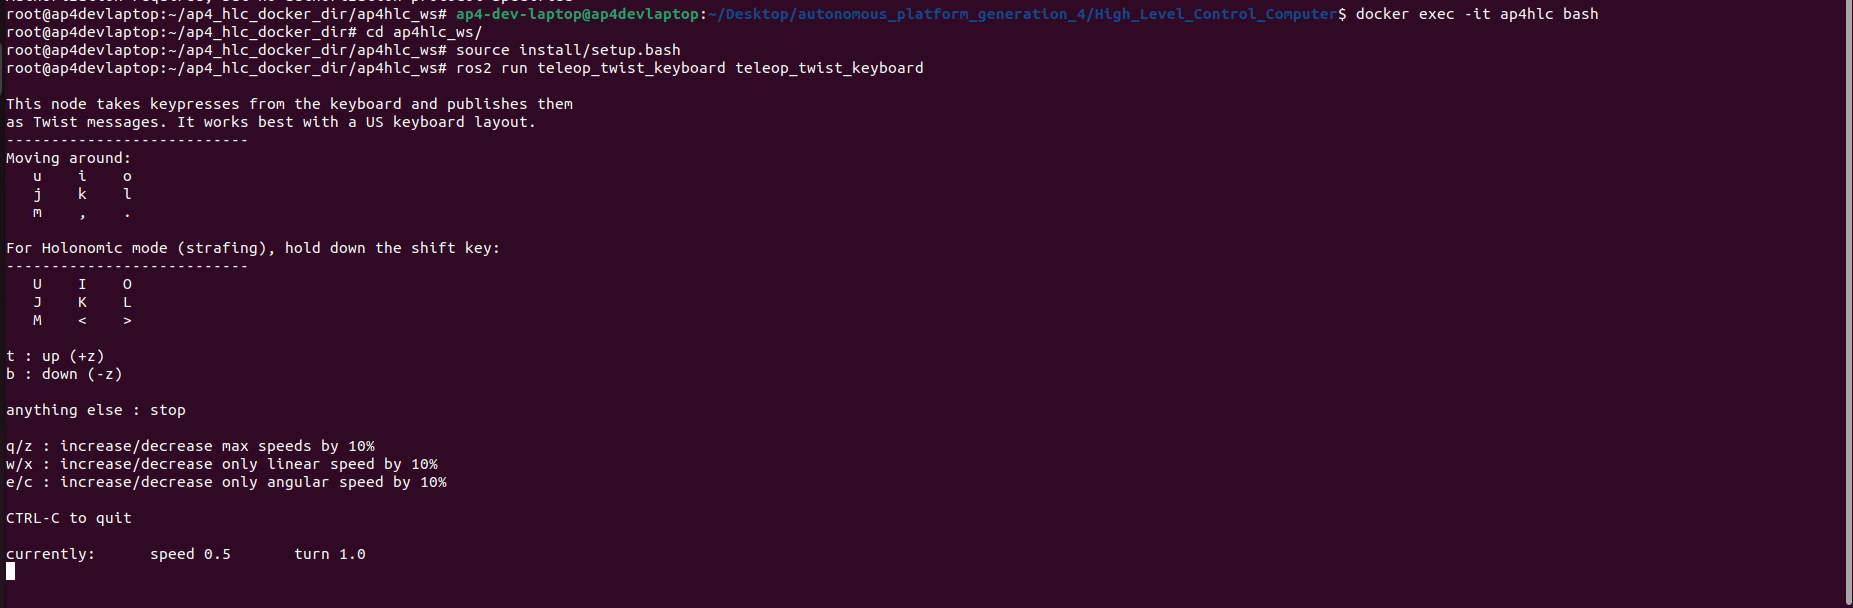 root@ap4devlaptop:~/ap4_hlc_docker_dir/ap4hlc_ws# ap4-dev-laptop@ap4devlaptop:~/Desktop/autonomous_platform_generation_4/High_Level_Control_Computer$ docker exec -it ap4hlc bash
root@ap4devlaptop:~/ap4_hlc_docker_dir# cd ap4hlc_ws/
root@ap4devlaptop:~/ap4_hlc_docker_dir/ap4hlc_ws# source install/setup.bash
root@ap4devlaptop:~/ap4_hlc_docker_dir/ap4hlc_ws# ros2 run teleop_twist_keyboard teleop_twist_keyboard
This node takes keypresses from the keyboard and publishes them
as Twist messages. It works best with a US keyboard layout.
---------------------------
Moving around:
   u    i    o
   j    k    l
   m    ,    .
For Holonomic mode (strafing), hold down the shift key:
---------------------------
   U    I    O
   J    K    L
   M    <    >
t : up (+z)
b : down (-z)
anything else : stop
q/z : increase/decrease max speeds by 10%
w/x : increase/decrease only linear speed by 10%
e/c : increase/decrease only angular speed by 10%
CTRL-C to quit
currently:      speed 0.5       turn 1.0